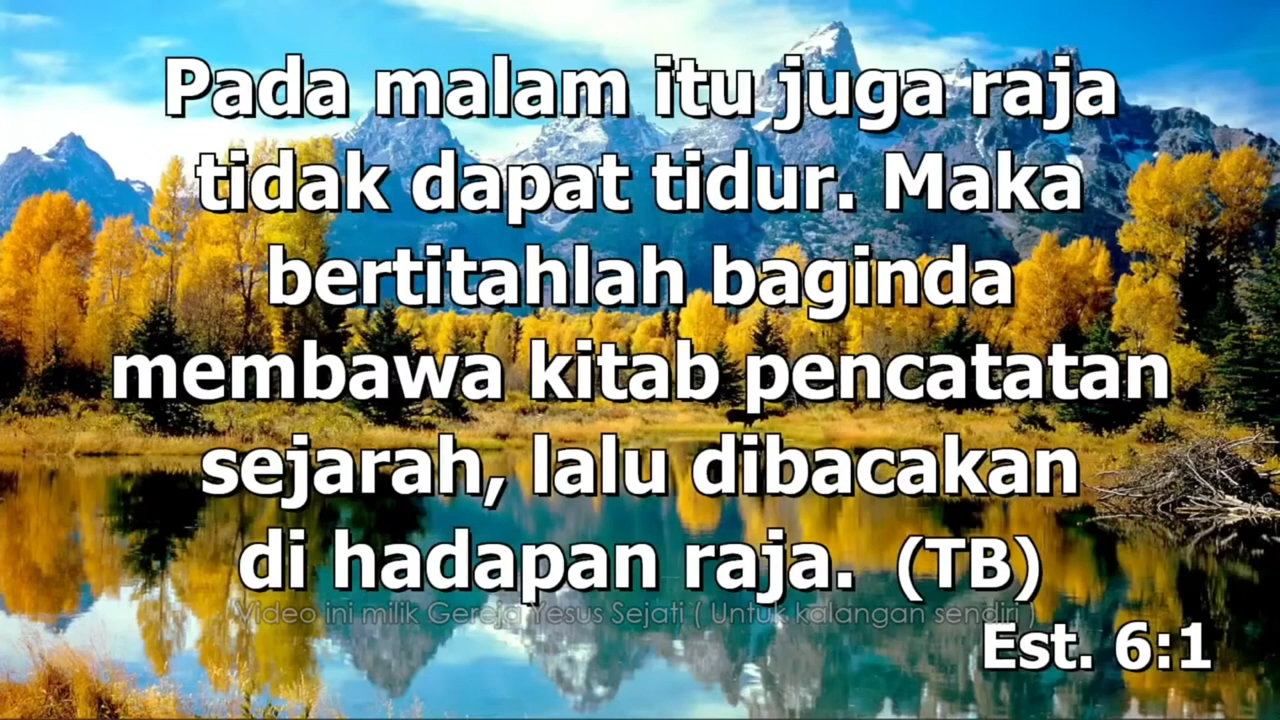 Pada malam itu juga raja
tidak dapat tidur. Maka
bertitahlah baginda
membawa kitab pencatatan
sejarah, lalu dibacakan
di hadapan raja. (TB)
Video ini milik Gereja Yesus Sejati ( Untuk kalangan sendiri )
Est. 6:1